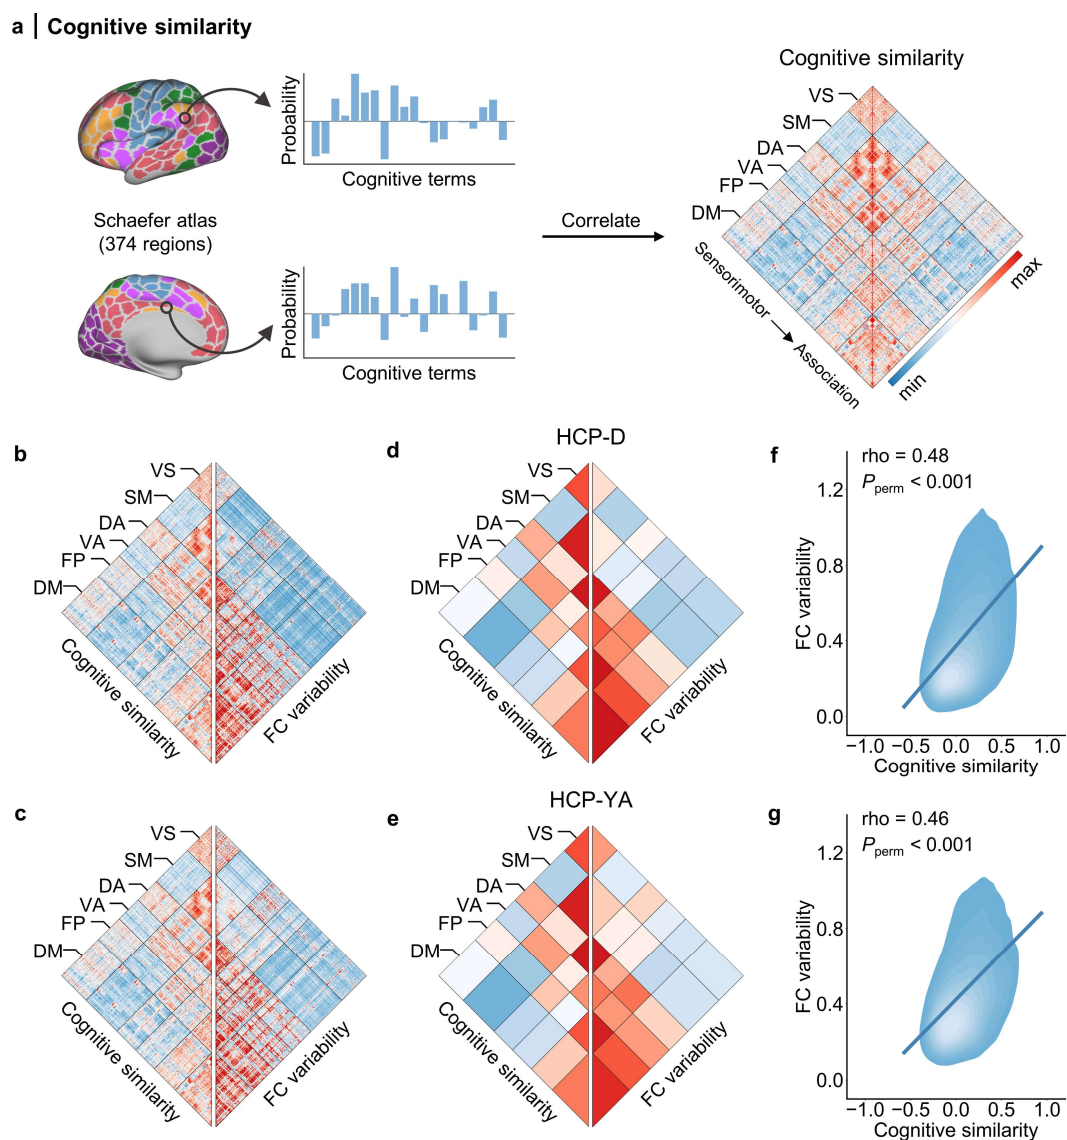 a | Cognitive similarity
Probability
Cognitive terms
Schaefer atlas
(374 regions)
Probability
Cognitive terms
Correlate
Cognitive similarity
VS
SM
DA
VA
FP
DM
Sensorimotor
Association
min
max
b
VS
SM
DA
VA
FP
DM
Cognitive similarity
FC variability
d
HCP-D
VS
SM
DA
VA
FP
DM
Cognitive similarity
FC variability
f
rho = 0.48
Pperm < 0.001
FC variability
1.2
0.8
0.4
0.0
−1.0 −0.5 0.0 0.5 1.0
Cognitive similarity
c
VS
SM
DA
VA
FP
DM
Cognitive similarity
FC variability
e
HCP-YA
VS
SM
DA
VA
FP
DM
Cognitive similarity
FC variability
g
rho = 0.46
Pperm < 0.001
FC variability
1.2
0.8
0.4
0.0
−1.0 −0.5 0.0 0.5 1.0
Cognitive similarity